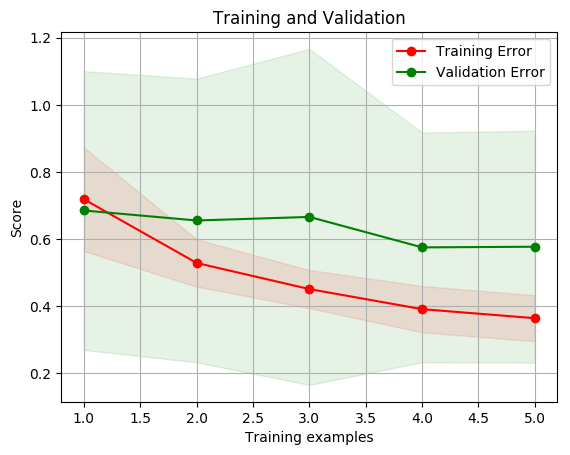 Training and Validation
Training Error
Validation Error
Score
1.2
1.0
0.8
0.6
0.4
0.2
1.0 1.5 2.0 2.5 3.0 3.5 4.0 4.5 5.0
Training examples